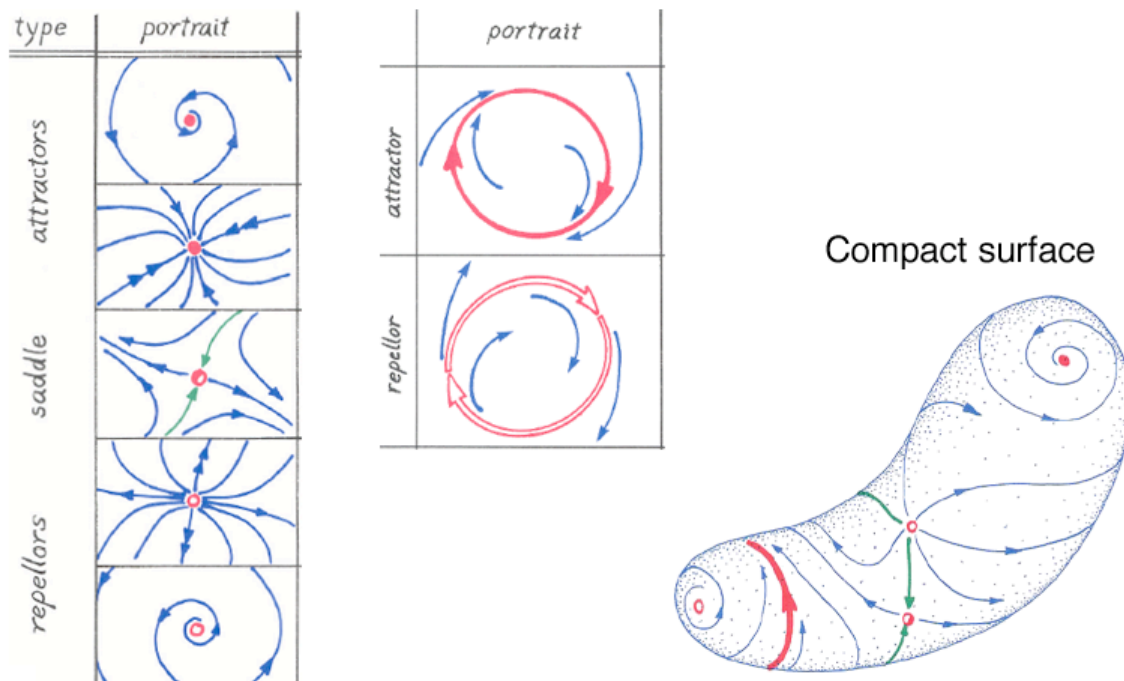 type portrait
attractors
saddle
repellors
portrait
attractor
repellor
Compact surface